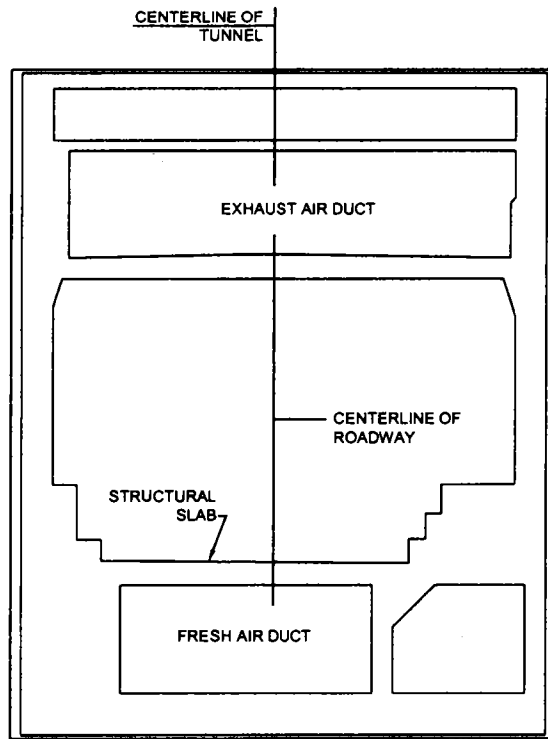 CENTERLINE OF
TUNNEL
EXHAUST AIR DUCT
CENTERLINE OF
ROADWAY
STRUCTURAL
SLAB
FRESH AIR DUCT